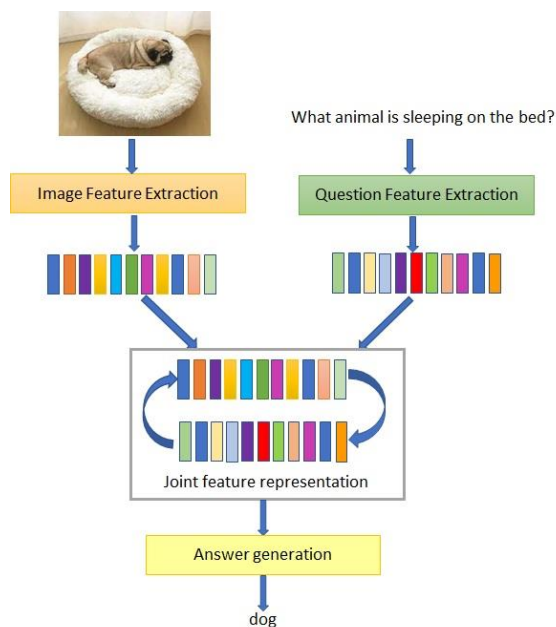 What animal is sleeping on the bed?
Image Feature Extraction
Question Feature Extraction
Joint feature representation
Answer generation
dog